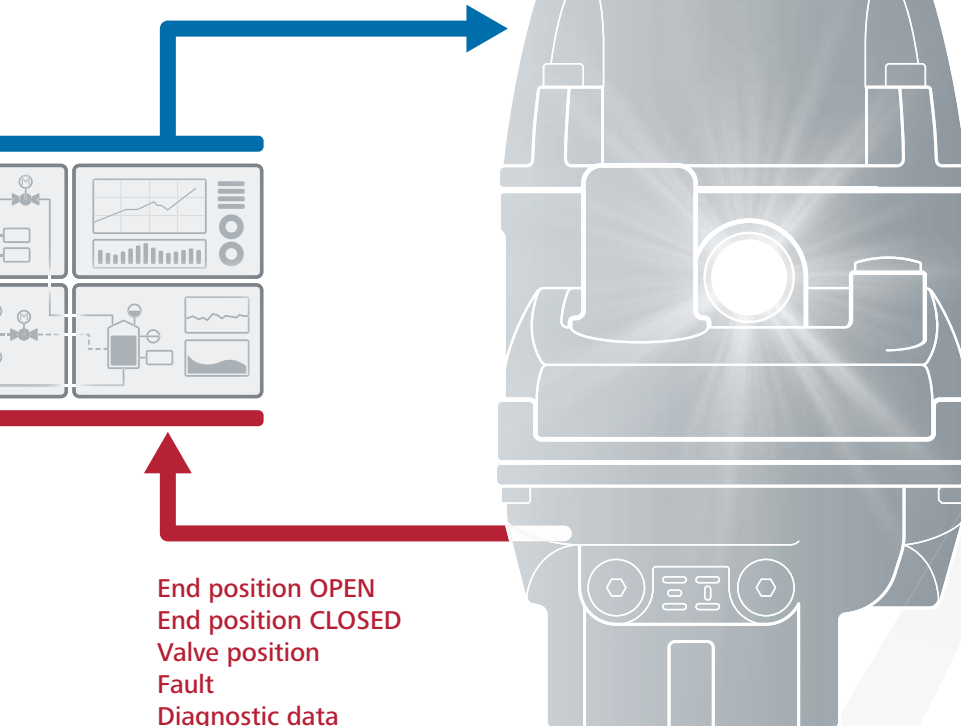 M
M
End position OPEN
End position CLOSED
Valve position
Fault
Diagnostic data